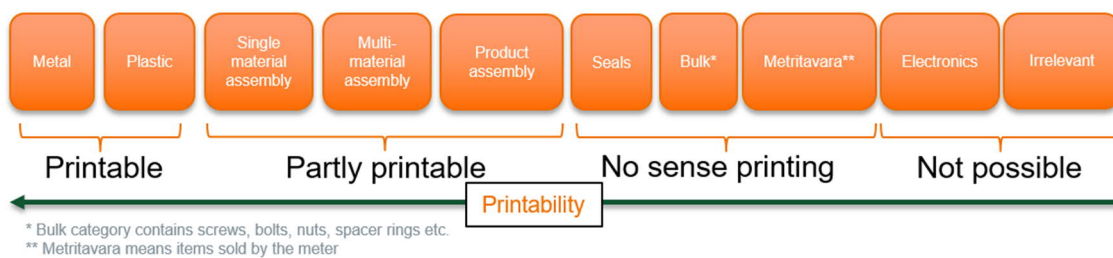 Metal
Plastic
Single
material
assembly
Multi-
material
assembly
Product
assembly
Seals
Bulk*
Metritavara**
Electronics
Irrelevant
Printable
Partly printable
No sense printing
Not possible
Printability
* Bulk category contains screws, bolts, nuts, spacer rings etc.
** Metritavara means items sold by the meter